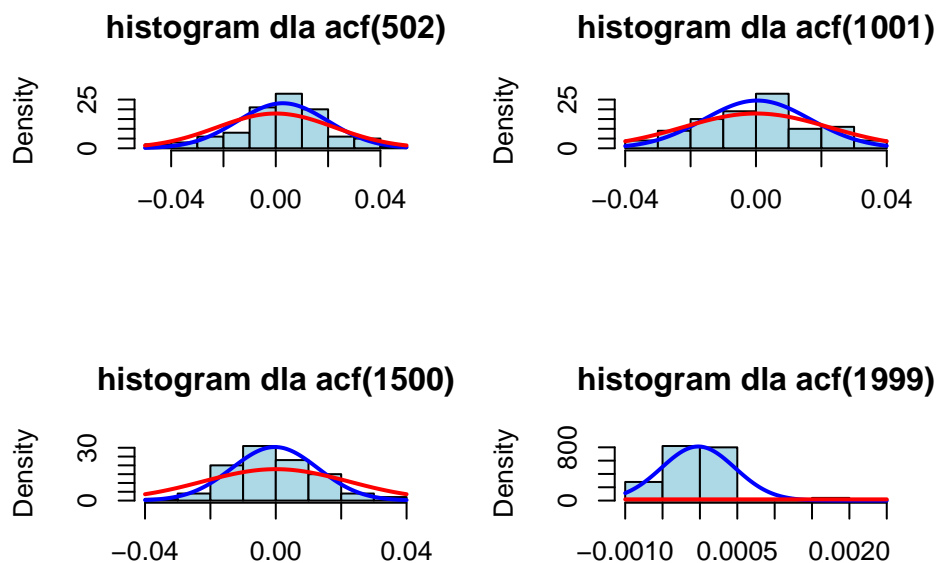 histogram dla acf(502)
Density
0 25
−0.04 0.00 0.04
histogram dla acf(1001)
Density
0 25
−0.04 0.00 0.04
histogram dla acf(1500)
Density
0 30
−0.04 0.00 0.04
histogram dla acf(1999)
Density
0 800
−0.0010 0.0005 0.0020